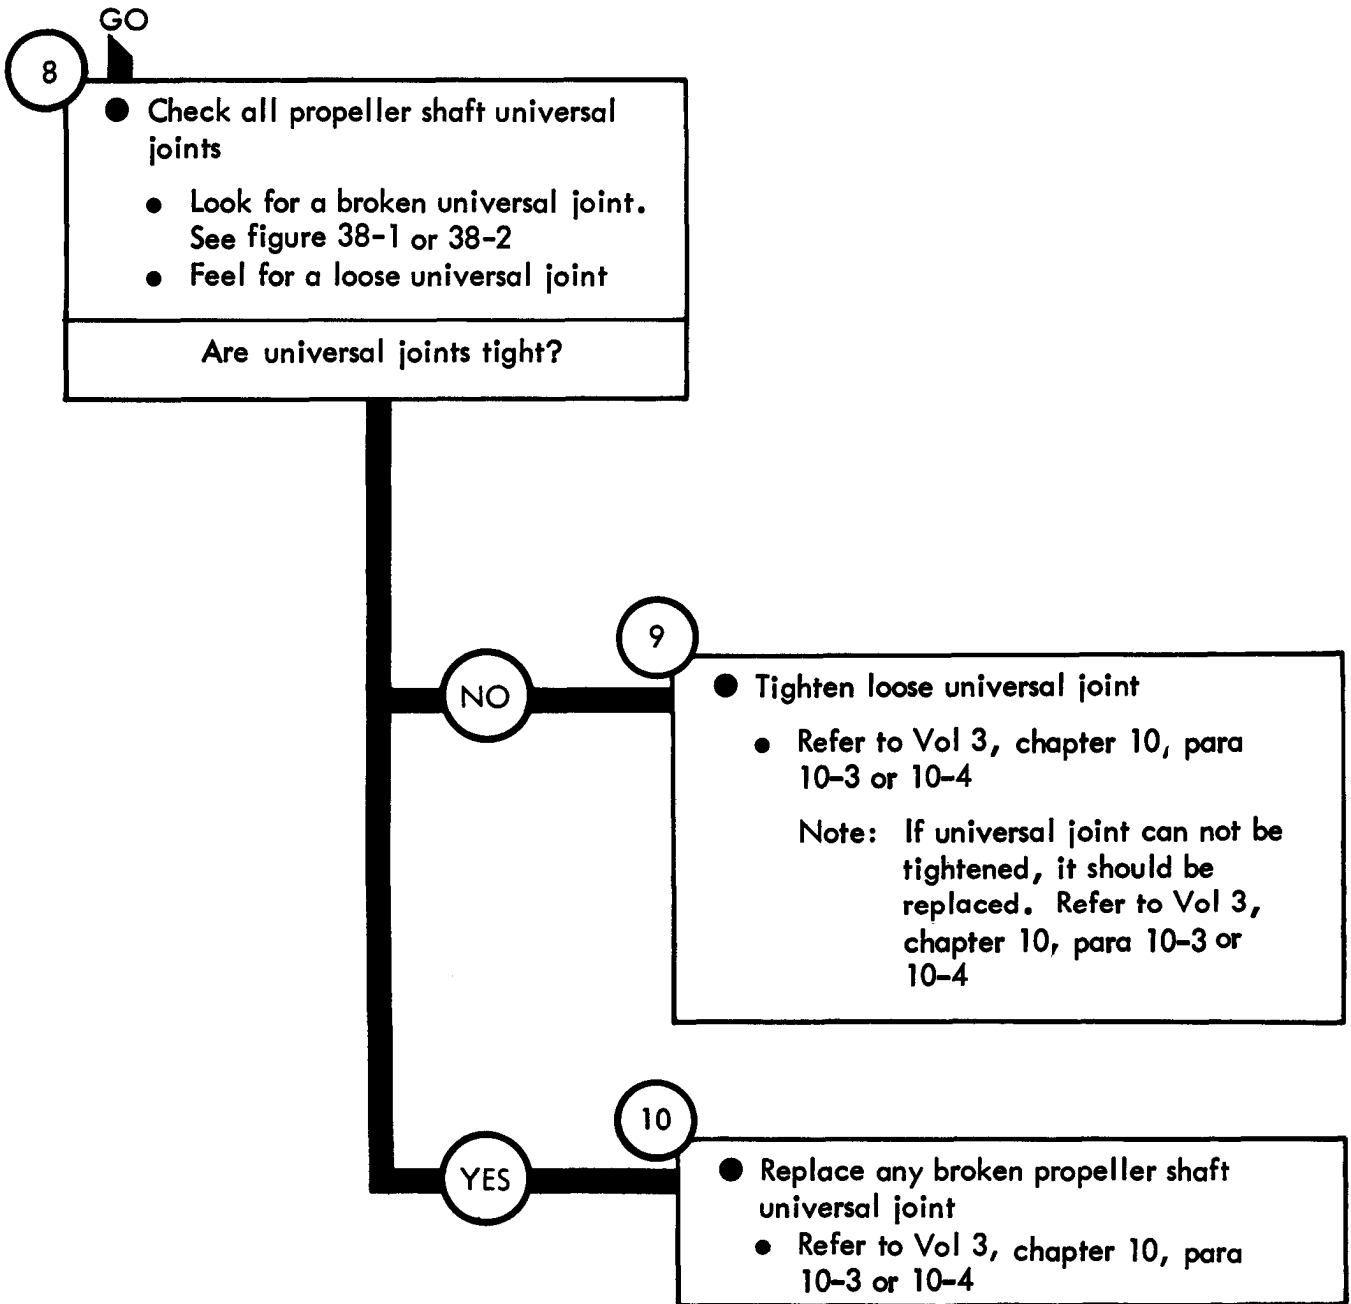 GO
8
● Check all propeller shaft universal
joints
● Look for a broken universal joint.
See figure 38-1 or 38-2
● Feel for a loose universal joint
Are universal joints tight?
NO
9
● Tighten loose universal joint
● Refer to Vol 3, chapter 10, para
10-3 or 10-4
Note: If universal joint can not be
tightened, it should be
replaced. Refer to Vol 3,
chapter 10, para 10-3 or
10-4
YES
10
● Replace any broken propeller shaft
universal joint
● Refer to Vol 3, chapter 10, para
10-3 or 10-4